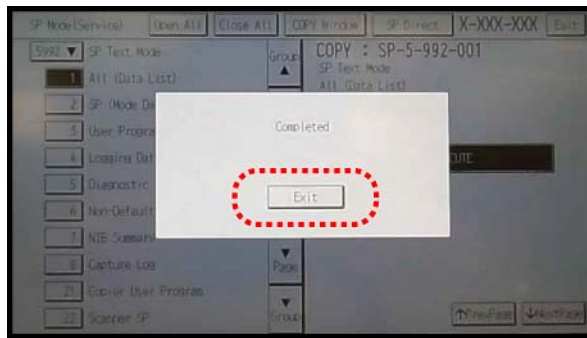 SP Mode(Service) Open All Close All COPY Window SP Direct X-XXX-XXX Exit
5992 ▼ SP Text Mode
Group
COPY : SP-5-992-001
SP Text Mode
1 All (Data List)
All (Data List)
2 SP (Mode Da
3 User Progra
Completed
4 Logging Dat
5 Diagnostic
Exit
6 Non-Default
7 NIB Summary
8 Capture Log
Page
21 Copier User Program
22 Scanner SP
Group
↑PrevPage ↓NextPage